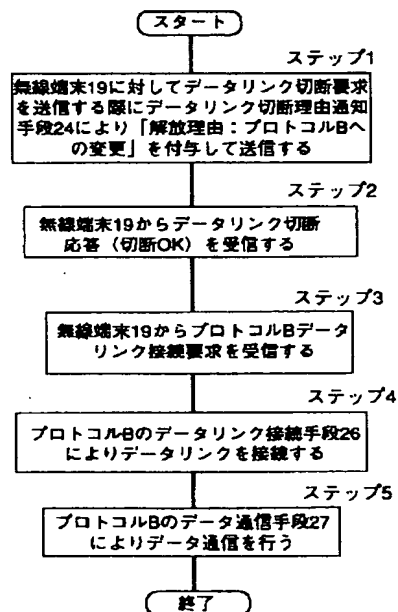 スタート
ステップ1
無線端末19に対してデータリンク切断要求
を送信する際にデータリンク切断理由通知
手段24により「解放理由:プロトコルBへ
の変更」を付与して送信する
ステップ2
無線端末19からデータリンク切断
応答(切断OK)を受信する
ステップ3
無線端末19からプロトコルBデータ
リンク接続要求を受信する
ステップ4
プロトコルBのデータリンク接続手段26
によりデータリンクを接続する
ステップ5
プロトコルBのデータ通信手段27
によりデータ通信を行う
終了